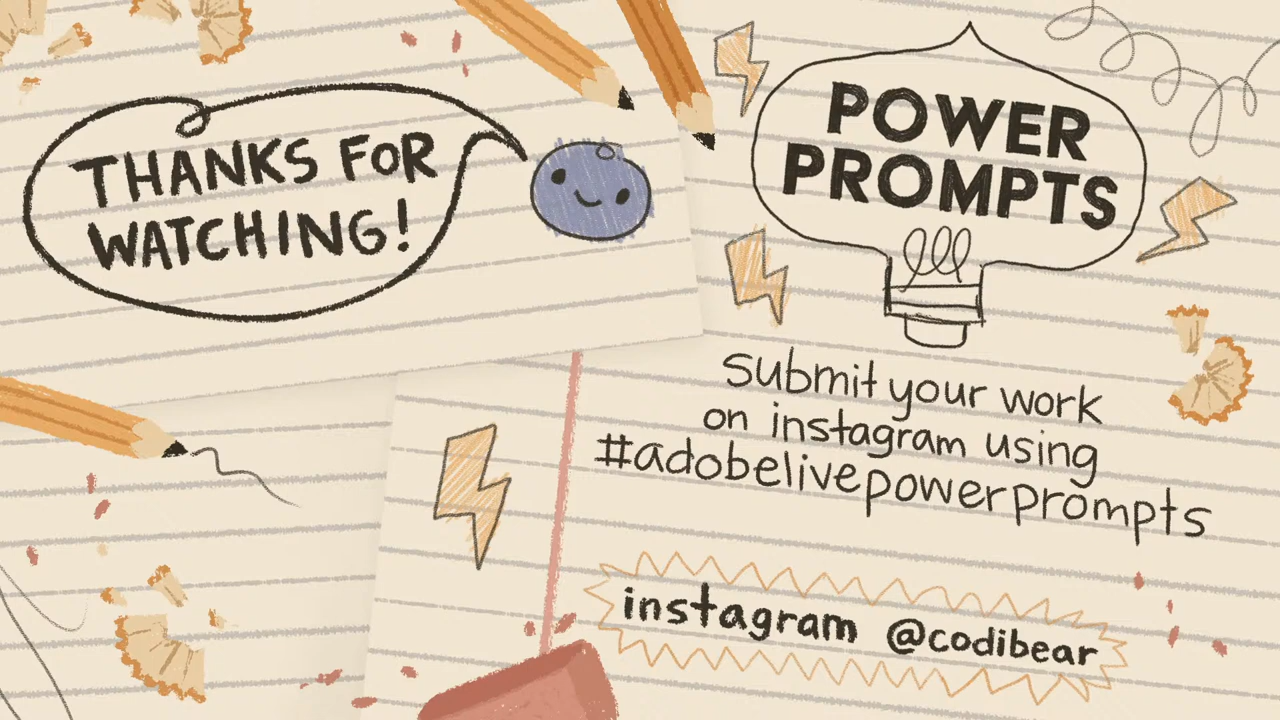 THANKS FOR
WATCHING!
POWER
PROMPTS
Submit your work
on instagram using
#adobelivepowerprompts
instagram @codibear